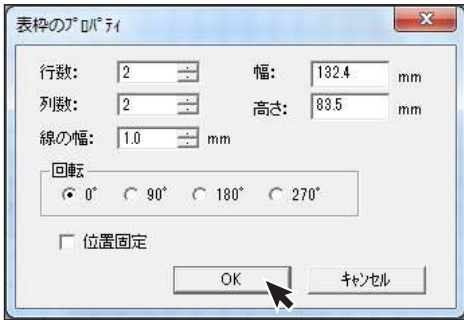 表枠のﾌﾟﾛﾊﾟﾃｨ
行数: 2 幅: 132.4 mm
列数: 2 高さ: 83.5 mm
線の幅: 1.0 mm
回転
0° 90° 180° 270°
位置固定
OK ｷｬﾝｾﾙ